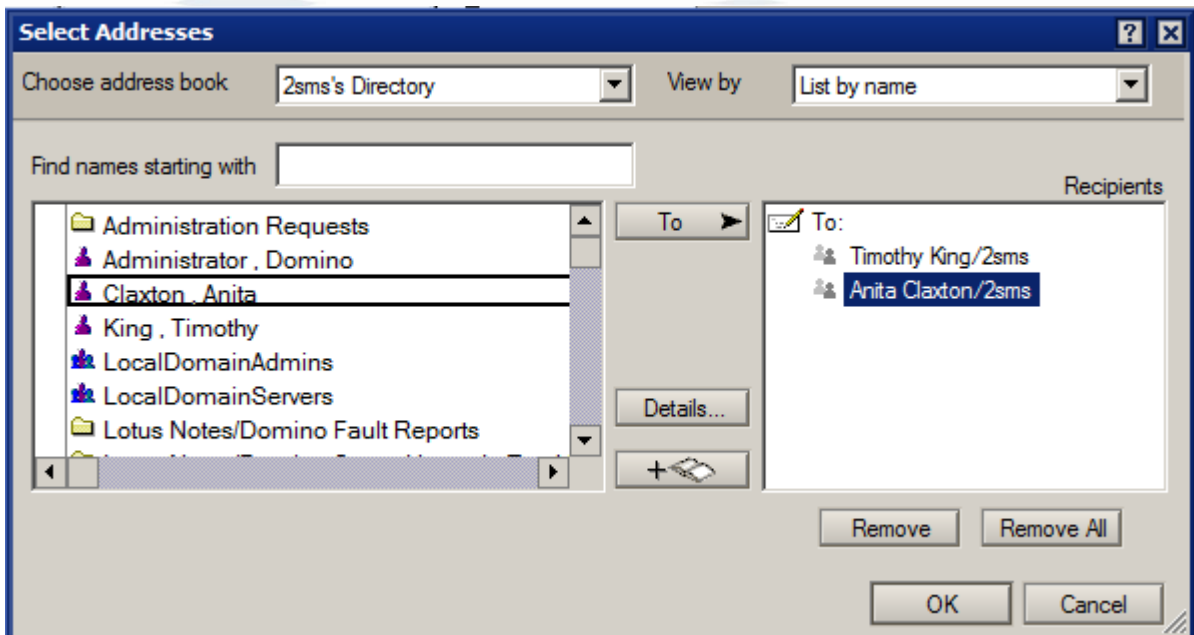 Select Addresses
Choose address book 2sms's Directory View by List by name
Find names starting with
Recipients
Administration Requests
Administrator , Domino
Claxton , Anita
King , Timothy
LocalDomainAdmins
LocalDomainServers
Lotus Notes/Domino Fault Reports
To
Details...
+
To:
Timothy King/2sms
Anita Claxton/2sms
Remove Remove All
OK Cancel